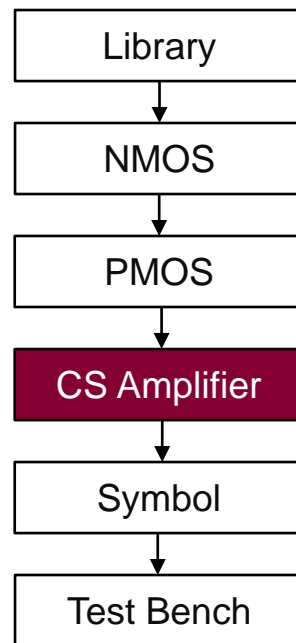 Library
NMOS
PMOS
CS Amplifier
Symbol
Test Bench